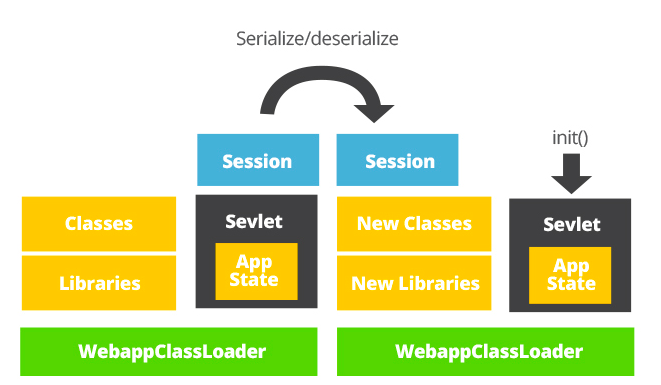 Serialize/deserialize
init()
Session
Session
Classes
Sevlet
New Classes
Sevlet
App
State
App
State
Libraries
New Libraries
WebappClassLoader
WebappClassLoader